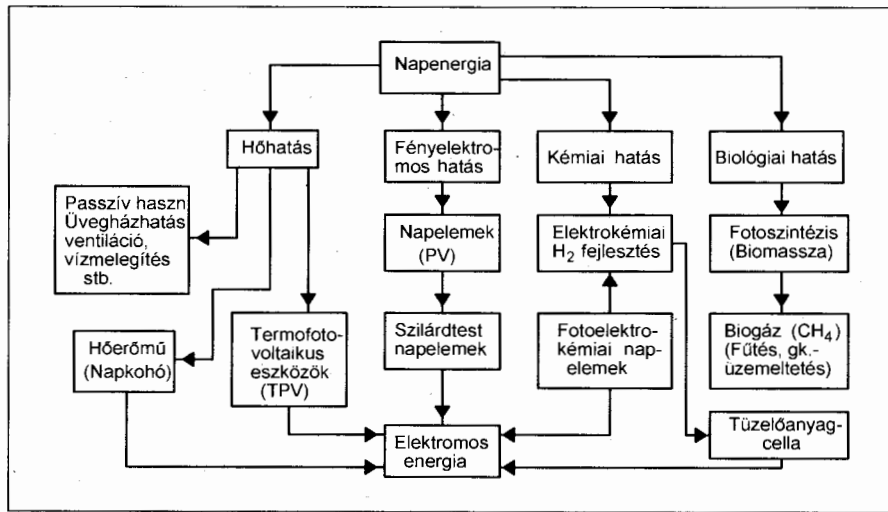 Napenergia
Hőhatás
Fényelektro-
mos hatás
Kémiai hatás
Biológiai hatás
Passzív haszn.
Üvegházhatás
ventiláció,
vízmelegítés
stb.
Napelemek
(PV)
Elektrokémiai
H₂ fejlesztés
Fotoszintézis
(Biomassza)
Hőerőmű
(Napkohó)
Termofoto-
voltaikus
eszközök
(TPV)
Szilárdtest
napelemek
Fotoelektro-
kémiai nap-
elemek
Biogáz (CH₄)
(Fűtés, gk.-
üzemeltetés)
Elektromos
energia
Tüzelőanyag-
cella